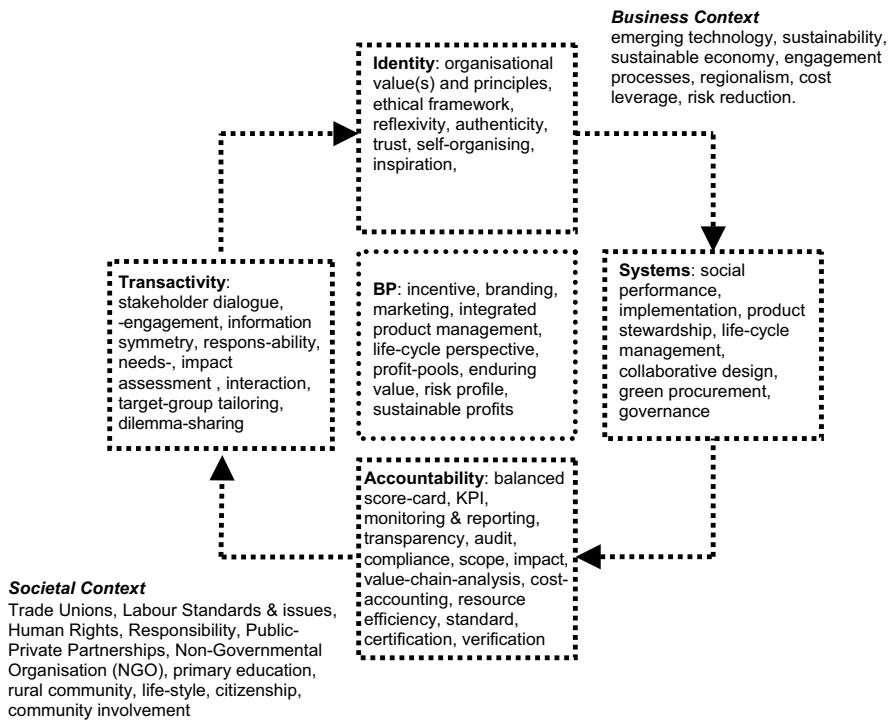 Business Context
emerging technology, sustainability,
sustainable economy, engagement
processes, regionalism, cost
leverage, risk reduction.
Identity: organisational
value(s) and principles,
ethical framework,
reflexivity, authenticity,
trust, self-organising,
inspiration,
Transactivity:
stakeholder dialogue,
-engagement, information
symmetry, respons-ability,
needs-, impact
assessment , interaction,
target-group tailoring,
dilemma-sharing
BP: incentive, branding,
marketing, integrated
product management,
life-cycle perspective,
profit-pools, enduring
value, risk profile,
sustainable profits
Systems: social
performance,
implementation, product
stewardship, life-cycle
management,
collaborative design,
green procurement,
governance
Accountability: balanced
score-card, KPI,
monitoring & reporting,
transparency, audit,
compliance, scope, impact,
value-chain-analysis, cost-
accounting, resource
efficiency, standard,
certification, verification
Societal Context
Trade Unions, Labour Standards & issues,
Human Rights, Responsibility, Public-
Private Partnerships, Non-Governmental
Organisation (NGO), primary education,
rural community, life-style, citizenship,
community involvement